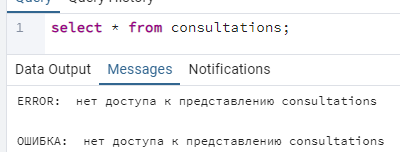 Query Query History
1 select * from consultations;
Data Output Messages Notifications
ERROR: нет доступа к представлению consultations
ОШИБКА: нет доступа к представлению consultations